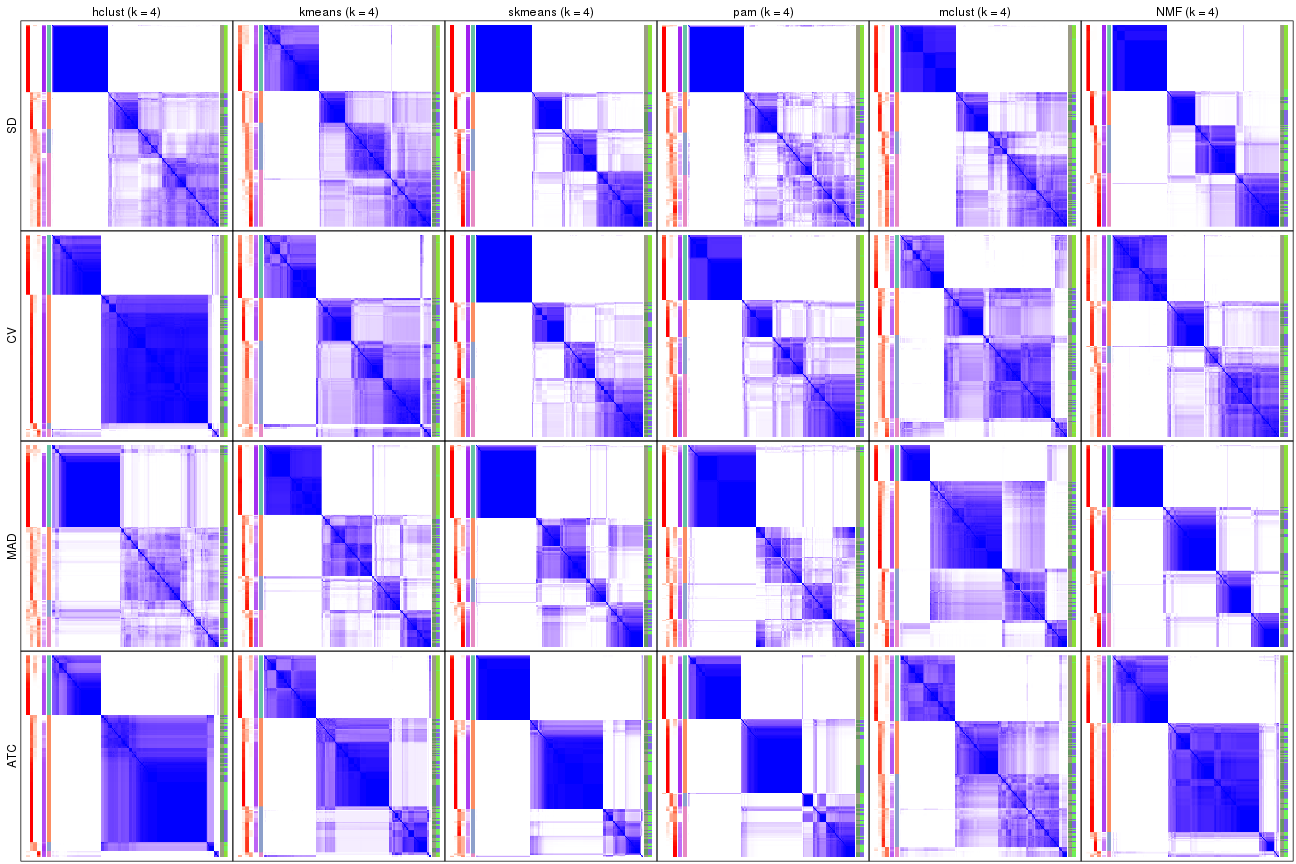 hclust (k = 4) kmeans (k = 4) skmeans (k = 4) pam (k = 4) mclust (k = 4) NMF (k = 4)
SD
CV
MAD
ATC